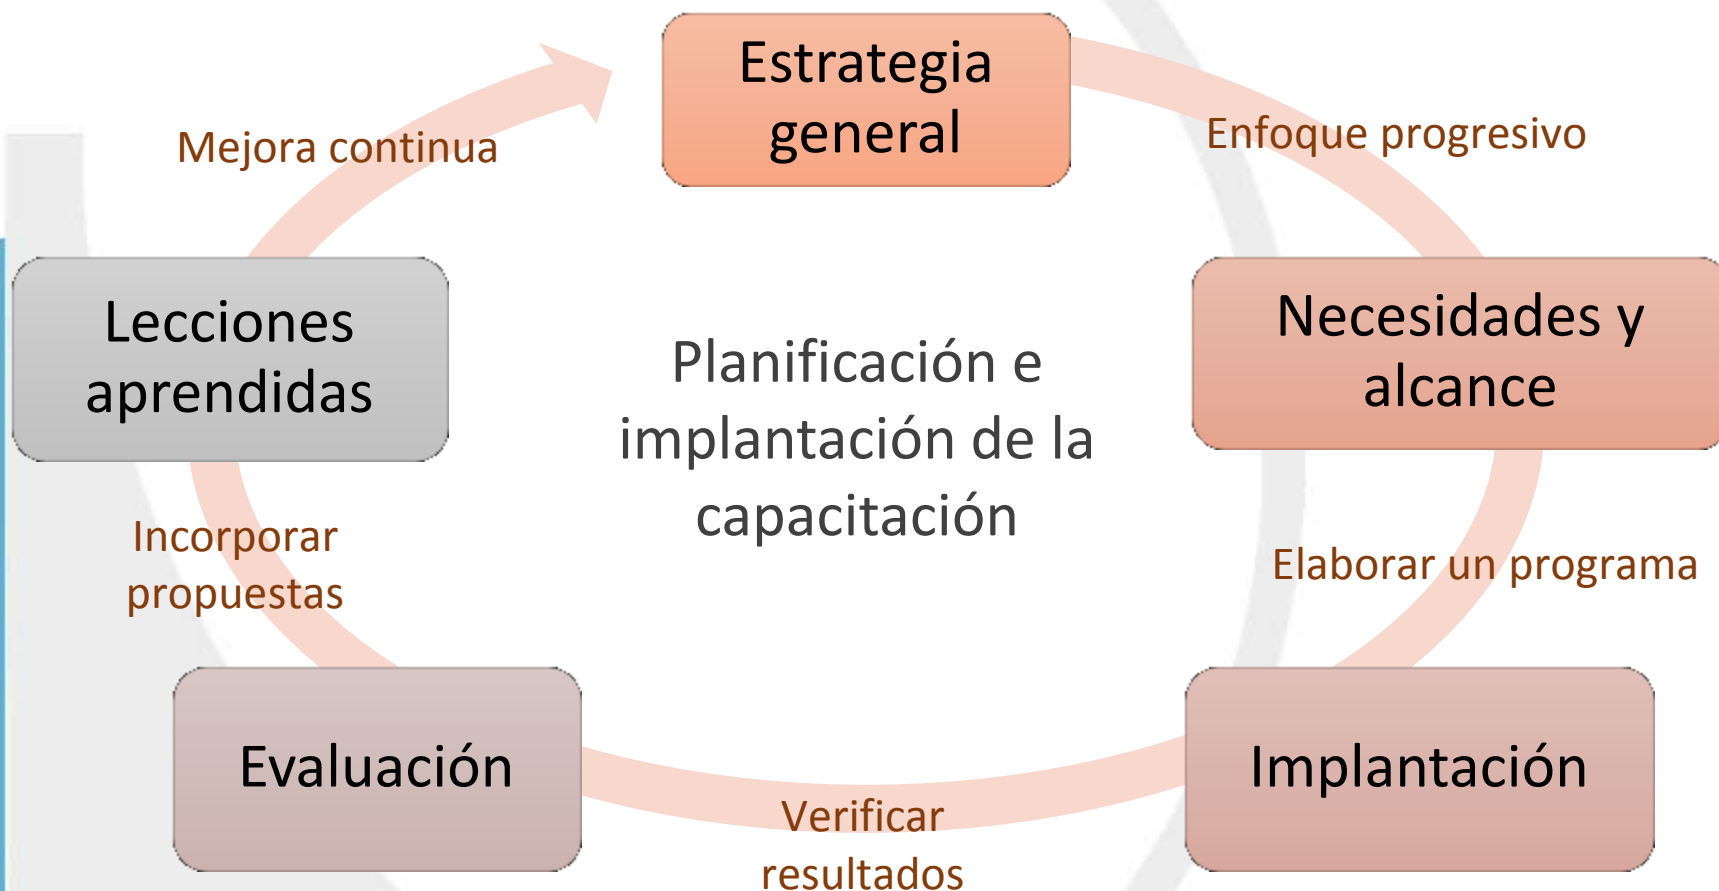 Estrategia
general
Enfoque progresivo
Necesidades y
alcance
Elaborar un programa
Implantación
Verificar
resultados
Evaluación
Incorporar
propuestas
Lecciones
aprendidas
Mejora continua
Planificación e
implantación de la
capacitación